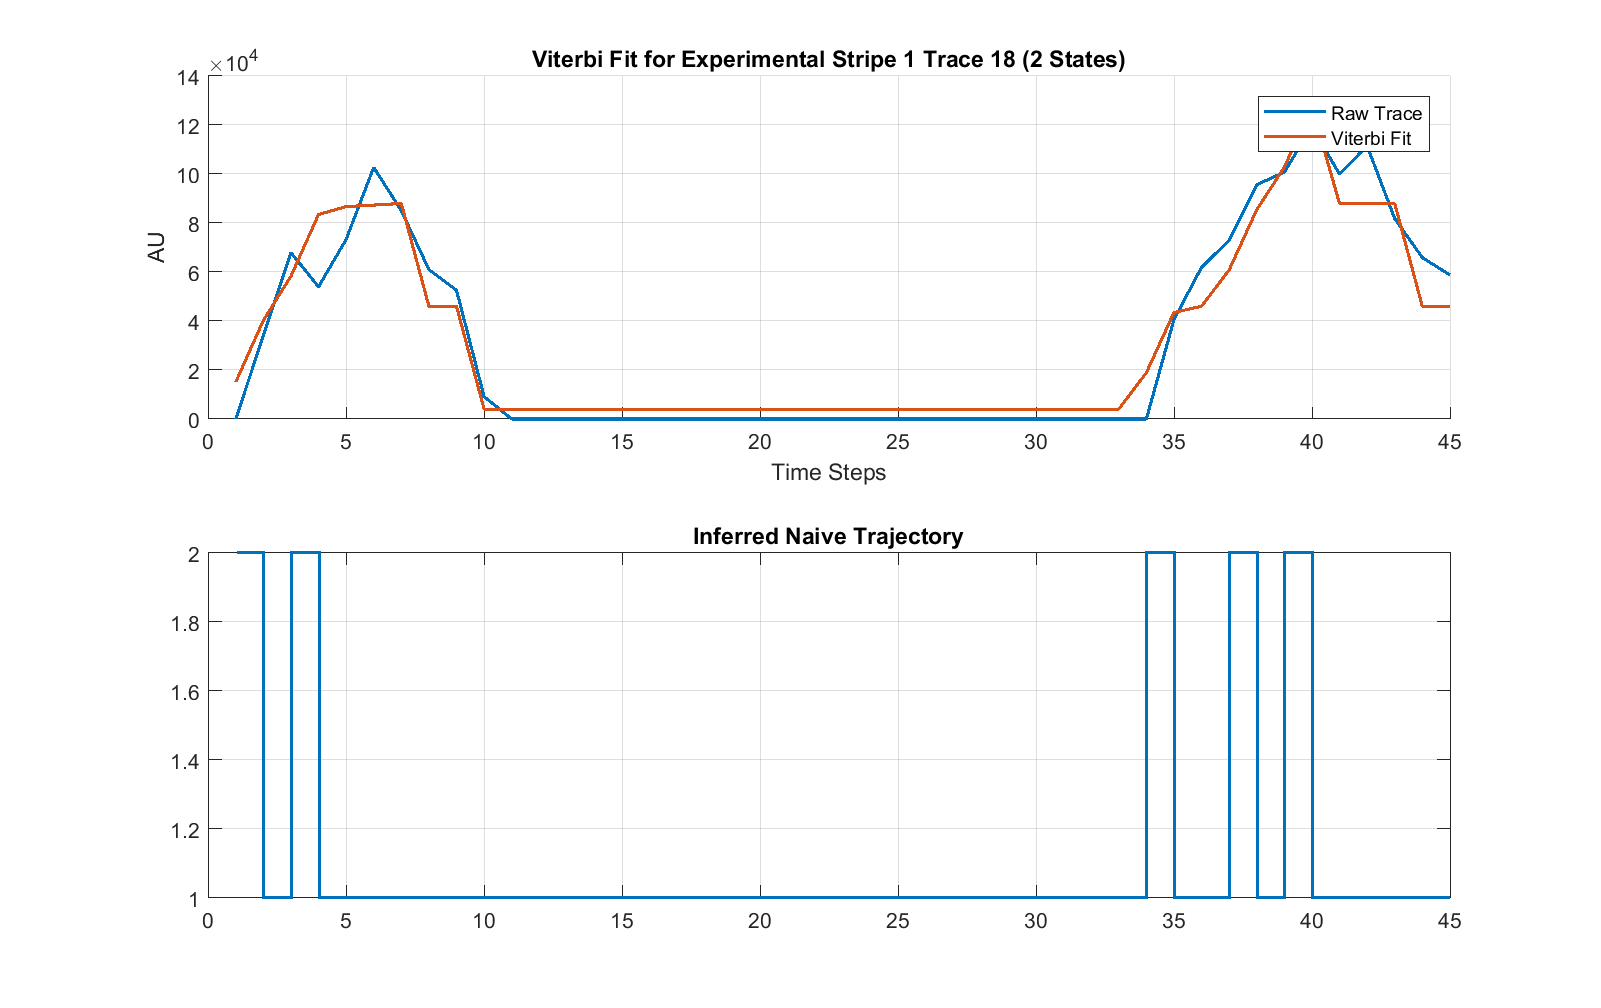 Viterbi Fit for Experimental Stripe 1 Trace 18 (2 States)
×10⁴
14
12
10
8
6
4
2
0
AU
Raw Trace
Viterbi Fit
0 5 10 15 20 25 30 35 40 45
Time Steps
Inferred Naive Trajectory
2
1.8
1.6
1.4
1.2
1
0 5 10 15 20 25 30 35 40 45